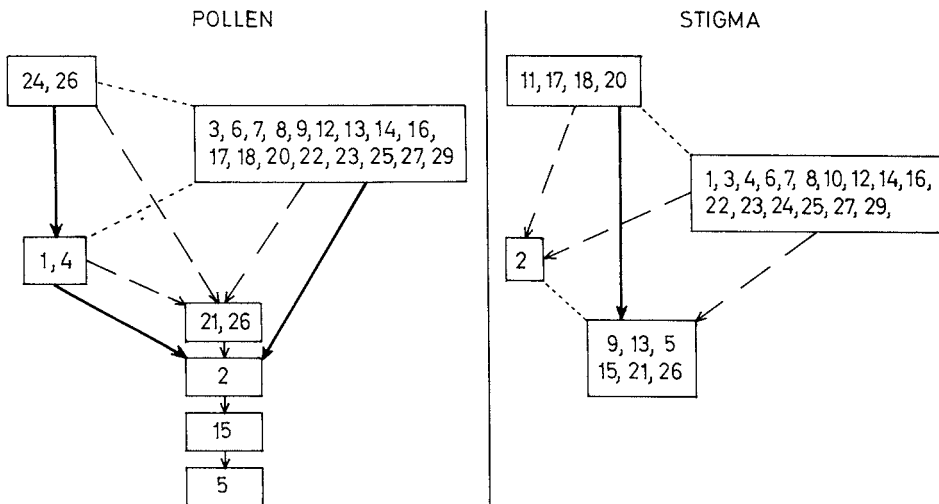 POLLEN
24, 26
3, 6, 7, 8, 9, 12, 13, 14, 16,
17, 18, 20, 22, 23, 25, 27, 29
1, 4
21, 26
2
15
5
STIGMA
11, 17, 18, 20
1, 3, 4, 6, 7, 8, 10, 12, 14, 16,
22, 23, 24, 25, 27, 29,
2
9, 13, 5
15, 21, 26